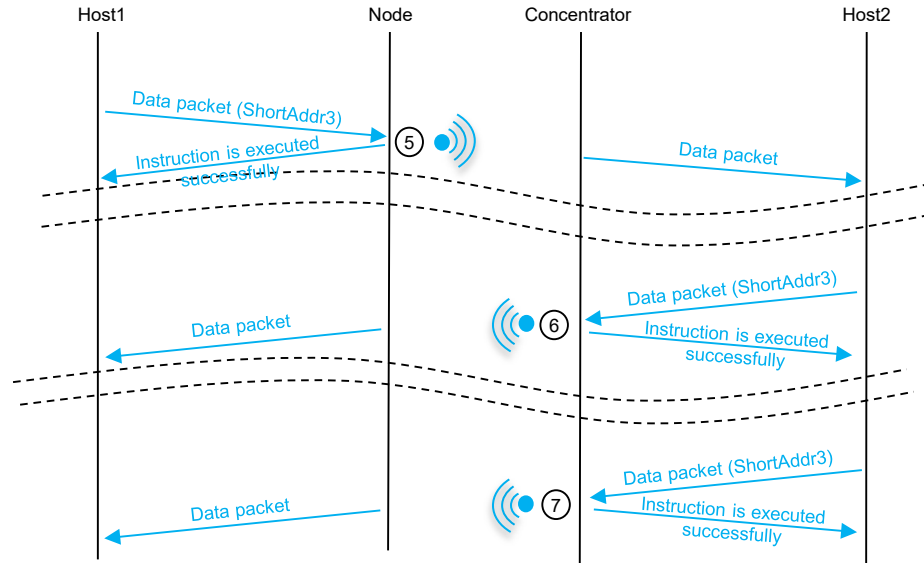 Host1 Node Concentrator Host2
Data packet (ShortAddr3)
5
Instruction is executed
successfully
Data packet
Data packet (ShortAddr3)
6
Data packet
Instruction is executed
successfully
Data packet (ShortAddr3)
7
Data packet
Instruction is executed
successfully